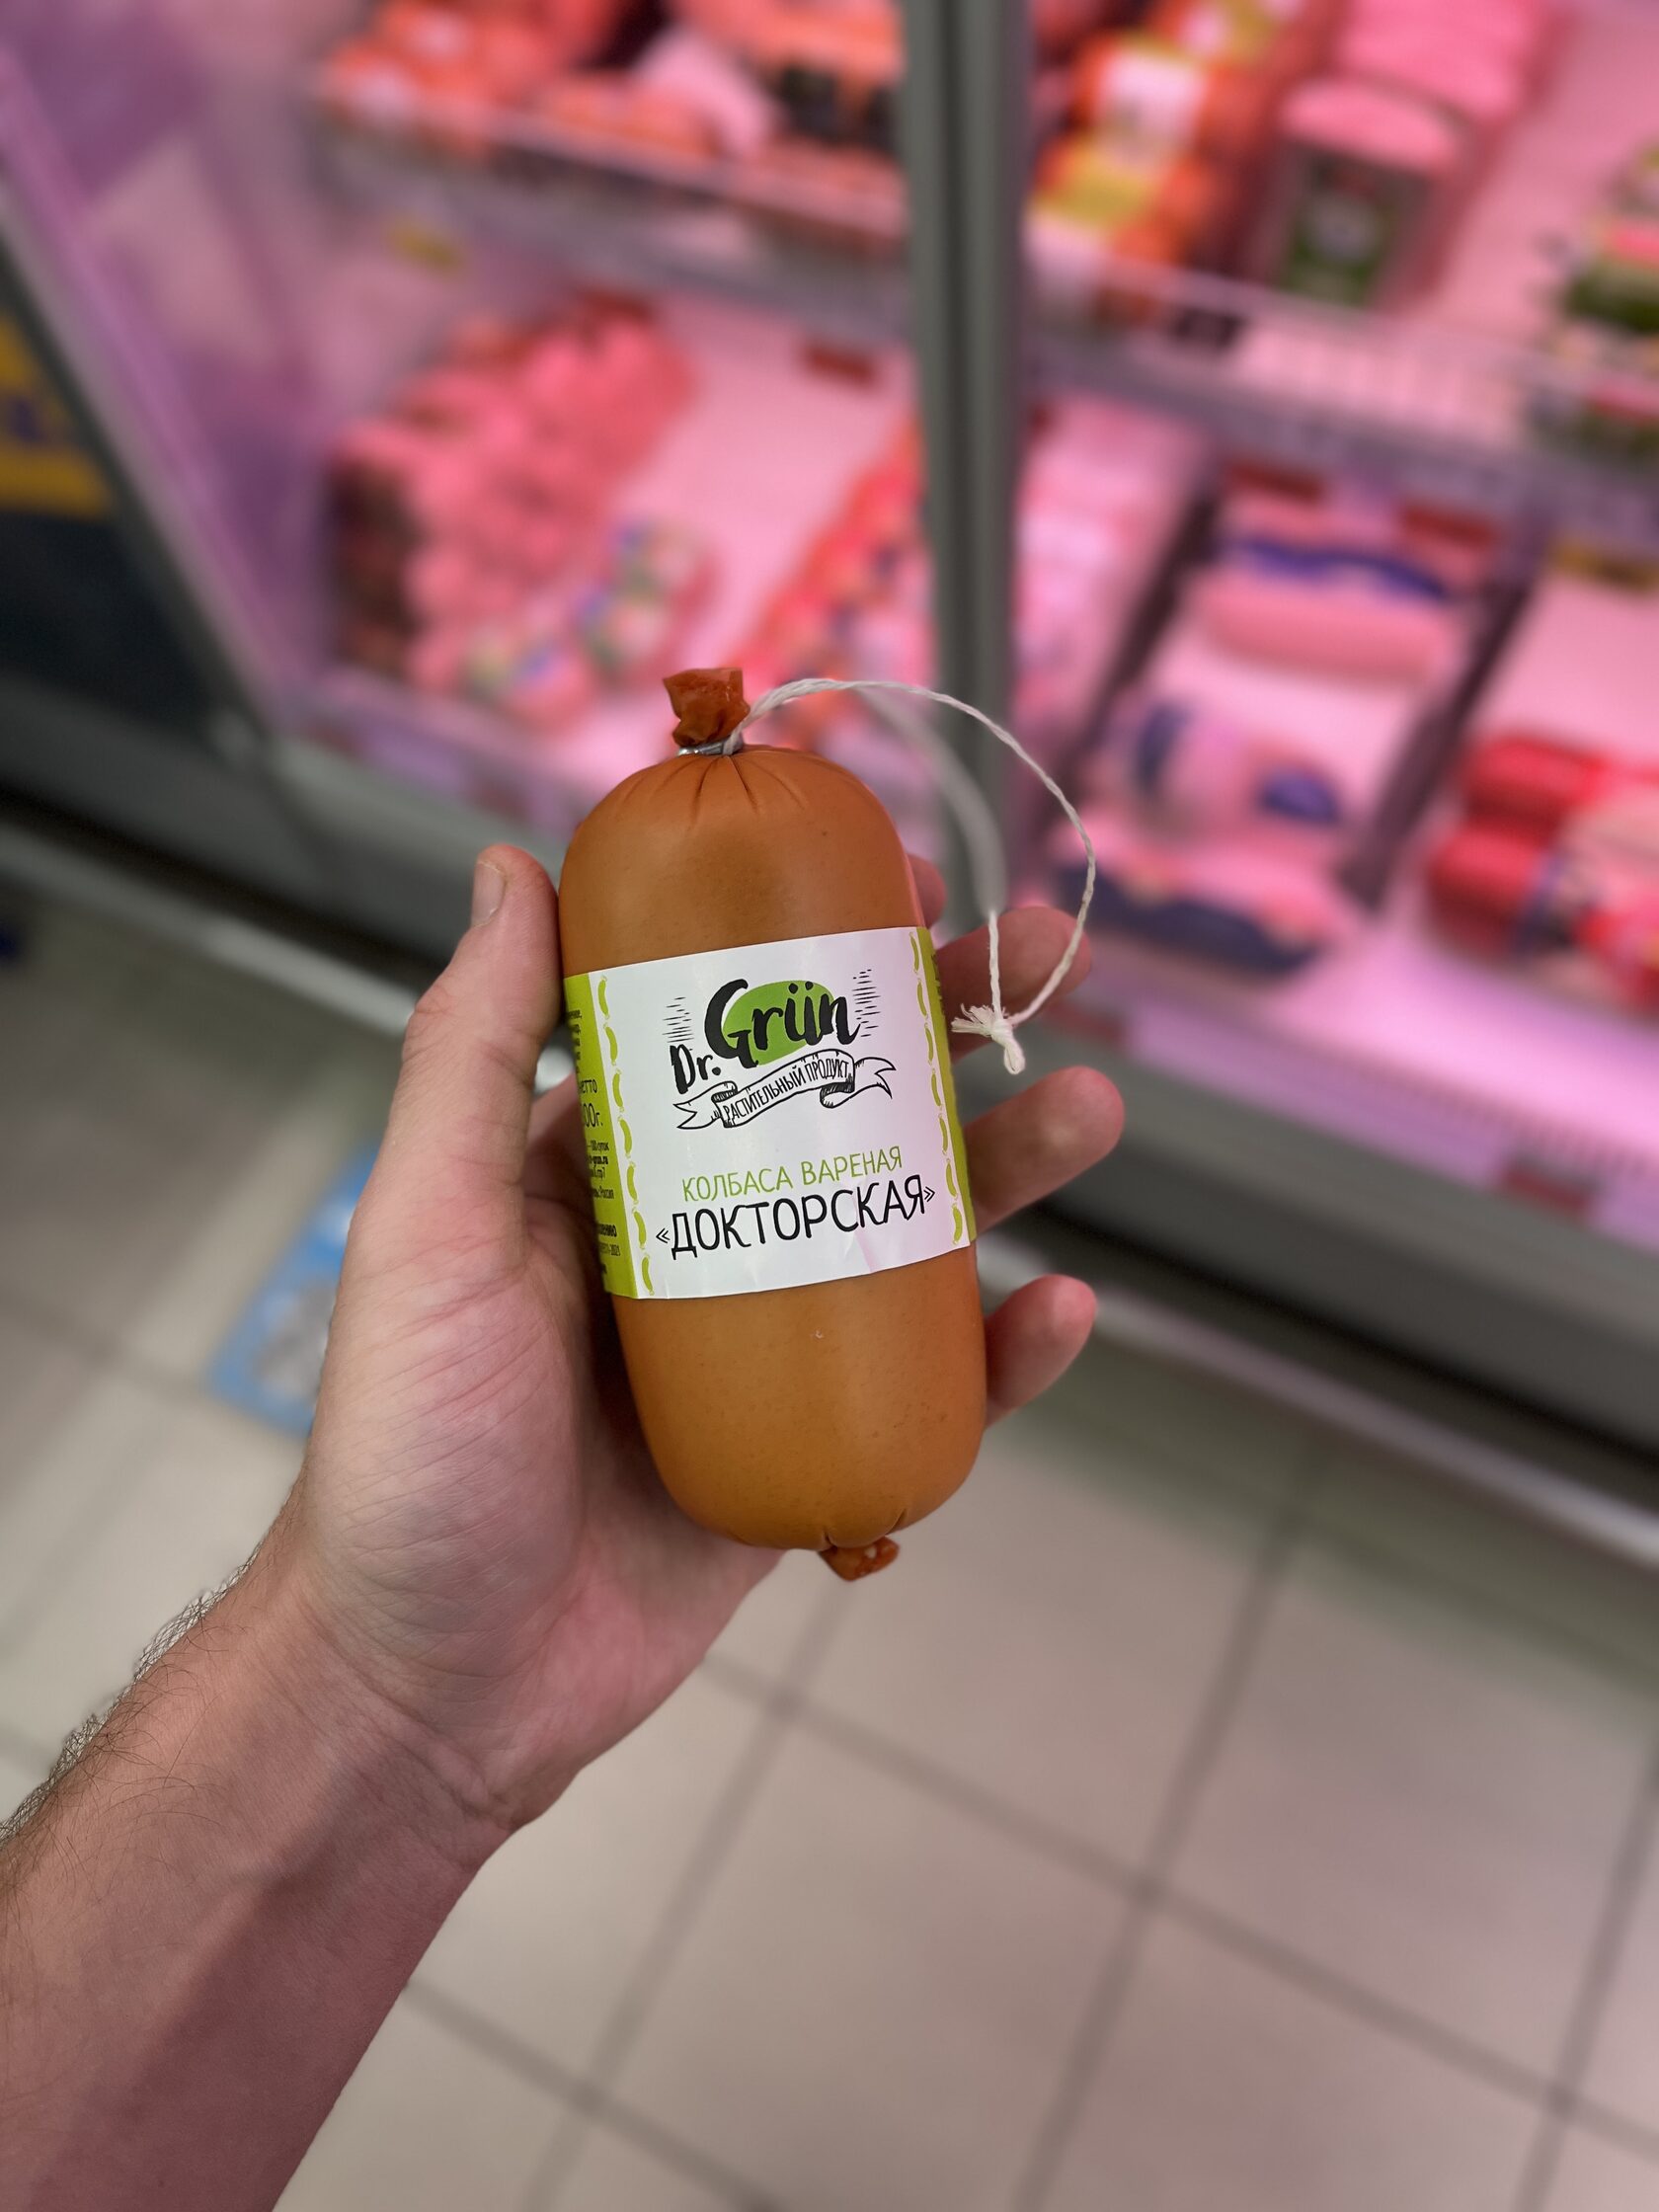 Dr. Grün
РАСТИТЕЛЬНЫЙ ПРОДУКТ
КОЛБАСА ВАРЕНАЯ
«ДОКТОРСКАЯ»